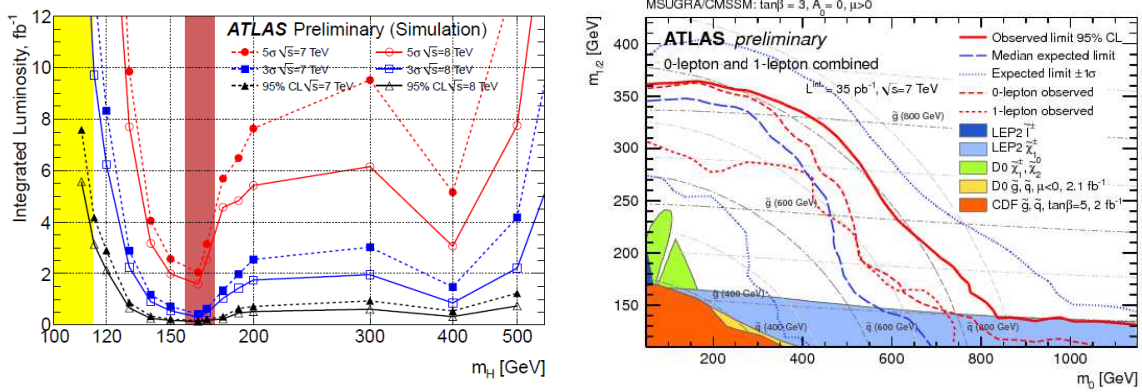 ATLAS Preliminary (Simulation)
5σ √s=7 TeV
5σ √s=8 TeV
3σ √s=7 TeV
3σ √s=8 TeV
95% CL √s=7 TeV
95% CL √s=8 TeV
Integrated Luminosity, fb⁻¹
12
10
8
6
4
2
0
100
150
200
300
400
500
m_H [GeV]
MSUGRA/CMSSM: tanβ = 3, A₀ = 0, μ>0
ATLAS preliminary
0-lepton and 1-lepton combined
L^int = 35 pb⁻¹, √s=7 TeV
Observed limit 95% CL
Median expected limit
Expected limit ±1σ
0-lepton observed
1-lepton observed
LEP2 l̃±
LEP2 χ̃₁±
D0 χ̃₁±, χ̃₂⁰
D0 g̃, q̃, μ<0, 2.1 fb⁻¹
CDF g̃, q̃, tanβ=5, 2 fb⁻¹
g̃ (800 GeV)
g̃ (600 GeV)
g̃ (400 GeV)
q̃ (400 GeV)
q̃ (600 GeV)
q̃ (800 GeV)
m_1/2 [GeV]
400
350
300
250
200
150
200
400
600
800
1000
m₀ [GeV]